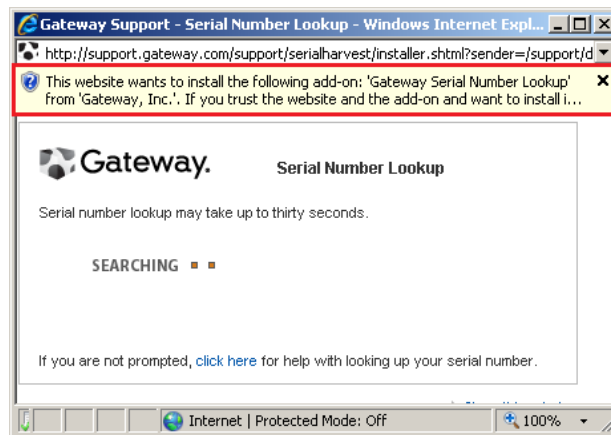 Gateway Support - Serial Number Lookup - Windows Internet Expl...
http://support.gateway.com/support/serialharvest/installer.shtml?sender=/support/d
This website wants to install the following add-on: 'Gateway Serial Number Lookup'
from 'Gateway, Inc.'. If you trust the website and the add-on and want to install i...
Gateway.
Serial Number Lookup
Serial number lookup may take up to thirty seconds.
SEARCHING
If you are not prompted, click here for help with looking up your serial number.
Internet | Protected Mode: Off
100%